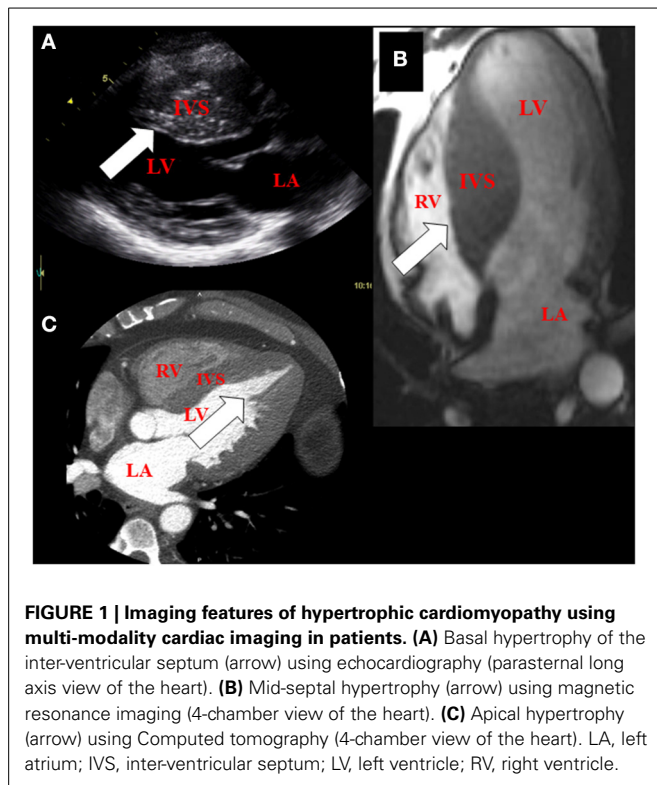 A
5
IVS
LV
LA
B
LV
IVS
RV
LA
10:16
C
RV
IVS
LV
LA
FIGURE 1 | Imaging features of hypertrophic cardiomyopathy using
multi-modality cardiac imaging in patients. (A) Basal hypertrophy of the
inter-ventricular septum (arrow) using echocardiography (parasternal long
axis view of the heart). (B) Mid-septal hypertrophy (arrow) using magnetic
resonance imaging (4-chamber view of the heart). (C) Apical hypertrophy
(arrow) using Computed tomography (4-chamber view of the heart). LA, left
atrium; IVS, inter-ventricular septum; LV, left ventricle; RV, right ventricle.